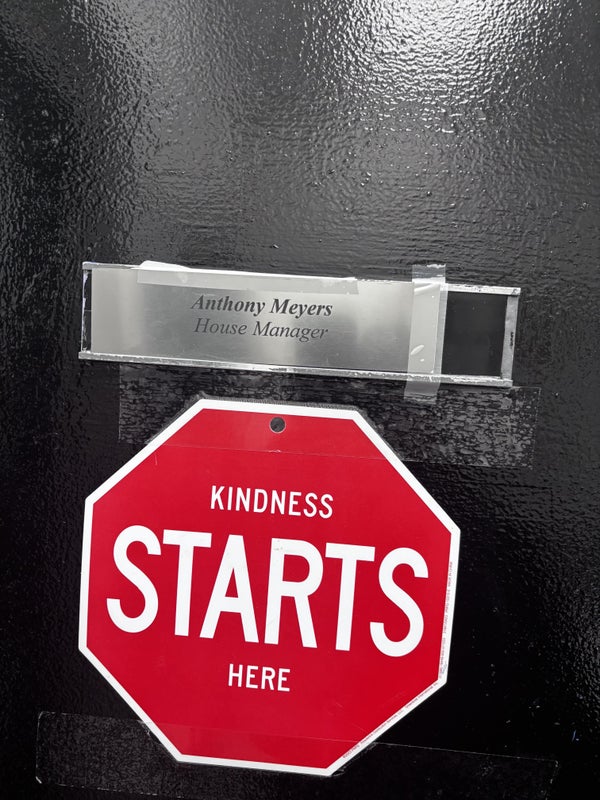 Anthony Meyers
House Manager
KINDNESS
STARTS
HERE